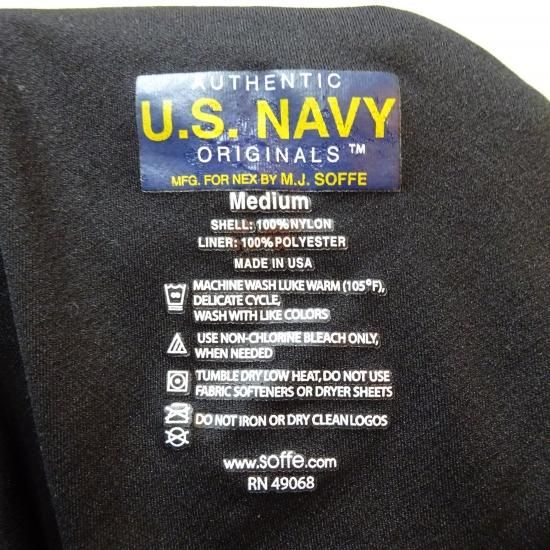 AUTHENTIC
U.S. NAVY
ORIGINALS™
MFG. FOR NEX BY M.J. SOFFE
Medium
SHELL: 100% NYLON
LINER: 100% POLYESTER
MADE IN USA
MACHINE WASH LUKE WARM (105°F),
DELICATE CYCLE,
WASH WITH LIKE COLORS
USE NON-CHLORINE BLEACH ONLY,
WHEN NEEDED
TUMBLE DRY LOW HEAT, DO NOT USE
FABRIC SOFTENERS OR DRYER SHEETS
DO NOT IRON OR DRY CLEAN LOGOS
www.soffe.com
RN 49068